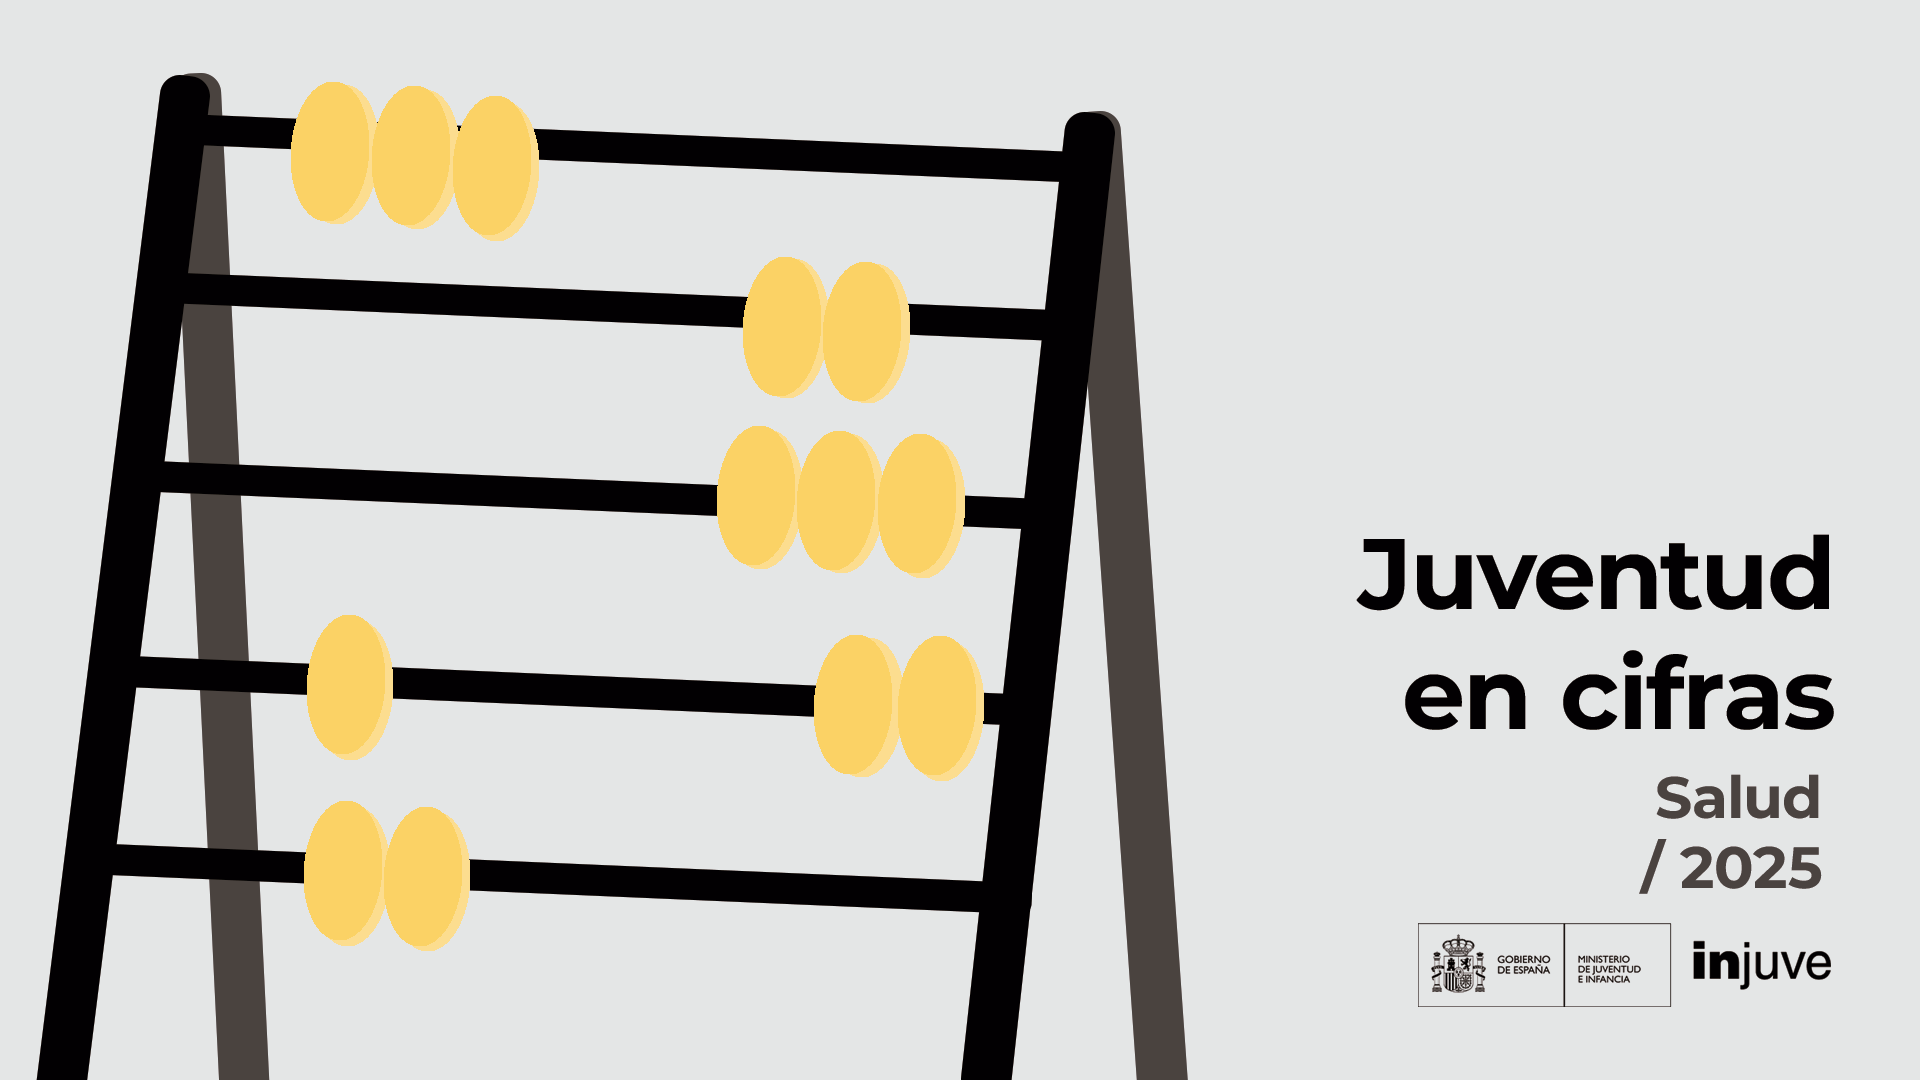 Juventud
en cifras
Salud
/ 2025
GOBIERNO
DE ESPAÑA
MINISTERIO
DE JUVENTUD
E INFANCIA
injuve